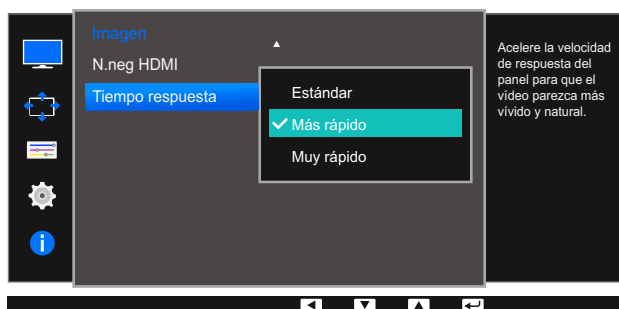 Imagen
N.neg HDMI
Tiempo respuesta
Estándar
Más rápido
Muy rápido
Acelere la velocidad
de respuesta del
panel para que el
vídeo parezca más
vívido y natural.